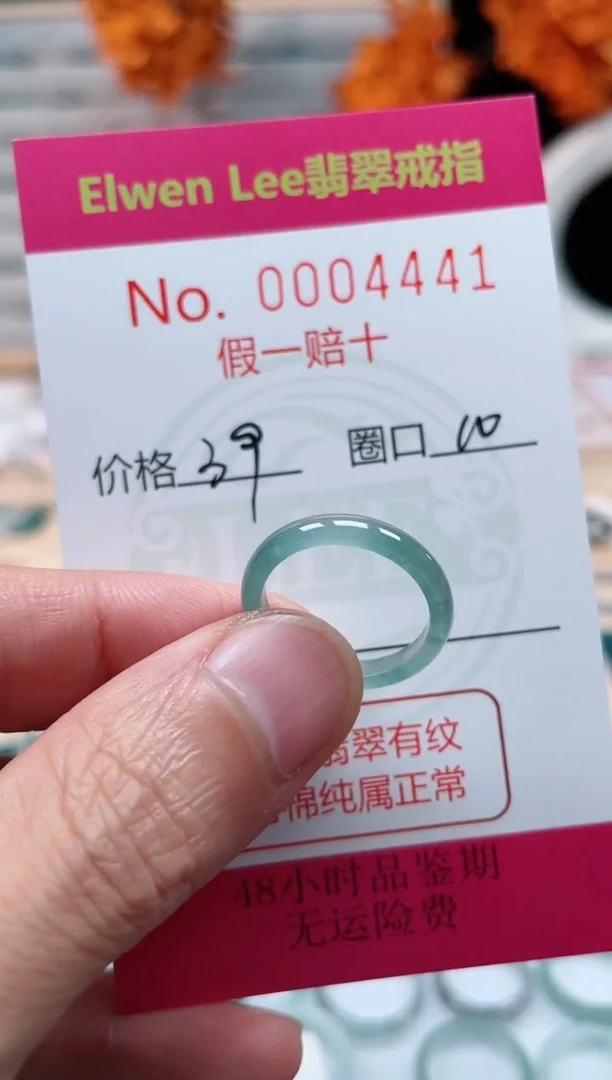 Elwen Lee翡翠戒指
No. 0004441
假一赔十
价格 39 圈口 10
翡翠有纹
棉纯属正常
48小时品鉴期
无运险费